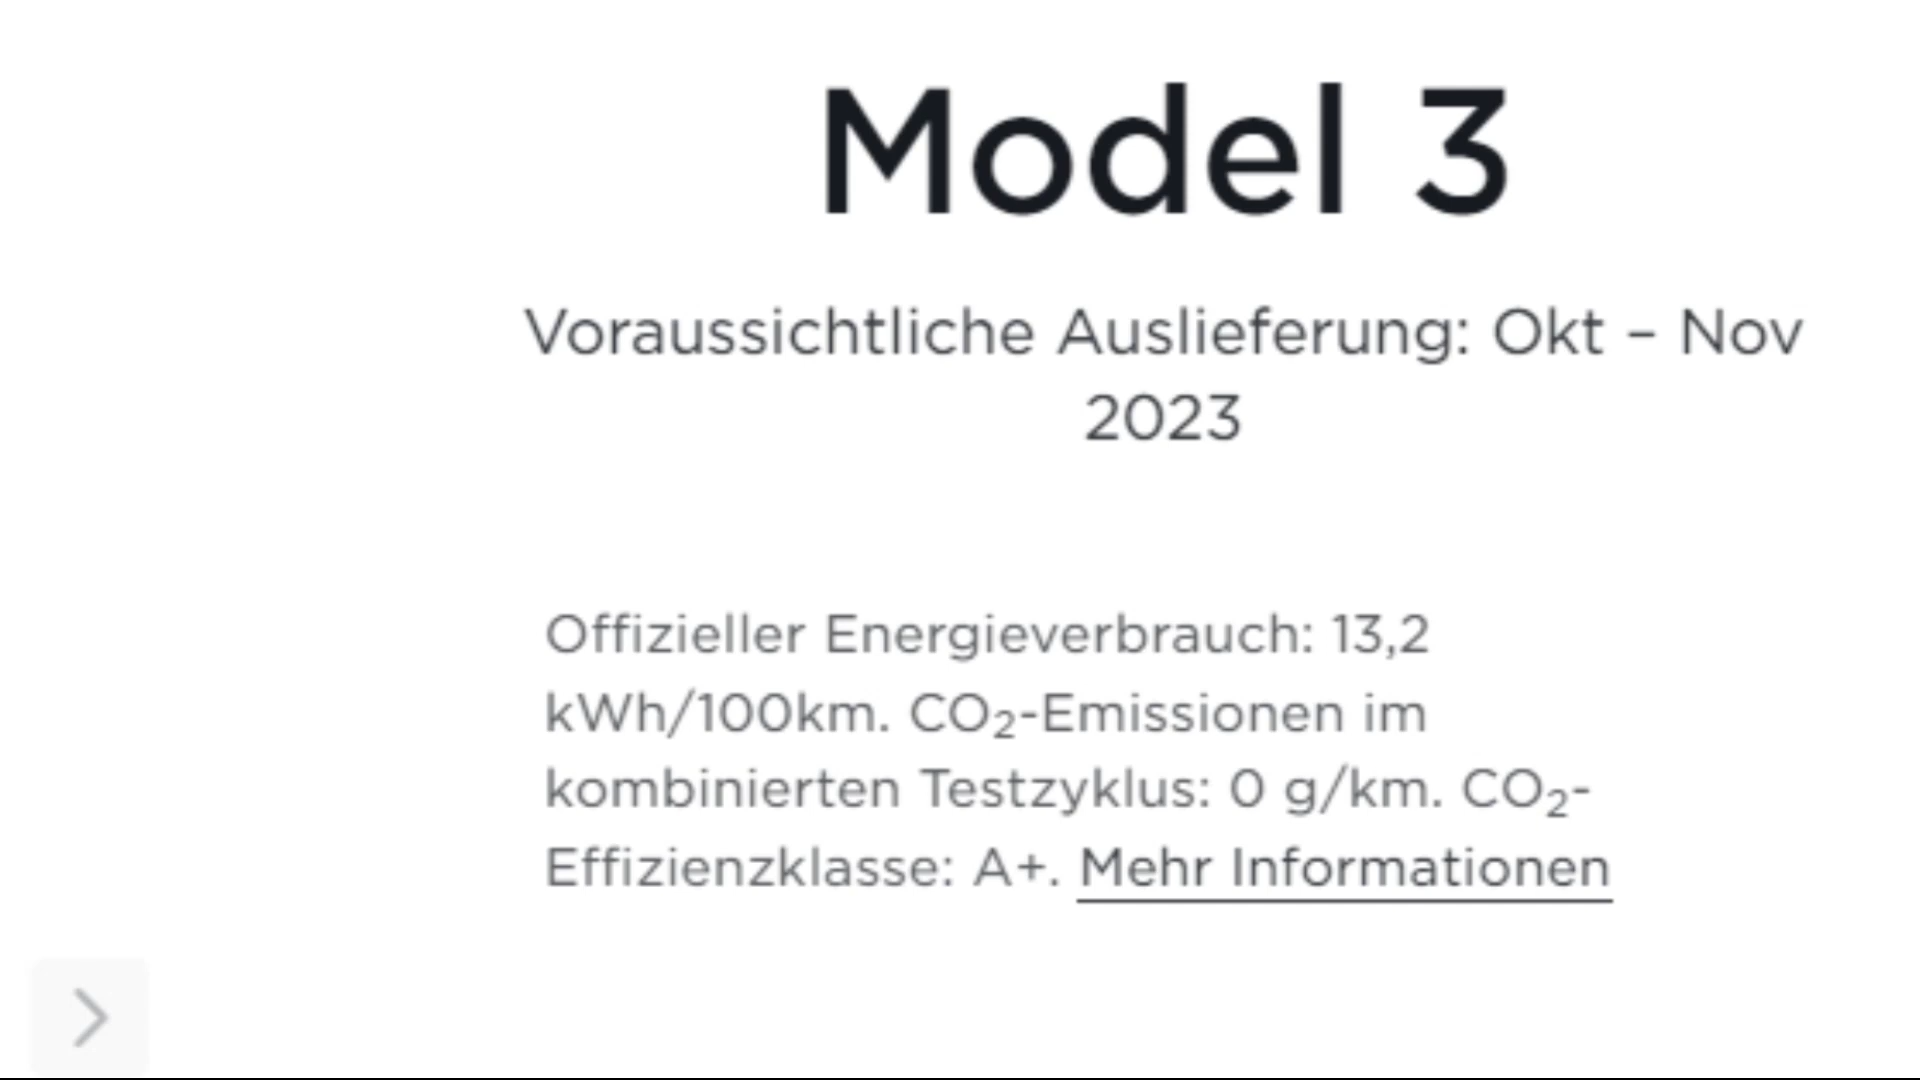 Model 3
Voraussichtliche Auslieferung: Okt – Nov
2023
Offizieller Energieverbrauch: 13,2
kWh/100km. CO₂-Emissionen im
kombinierten Testzyklus: 0 g/km. CO₂-
Effizienzklasse: A+. Mehr Informationen